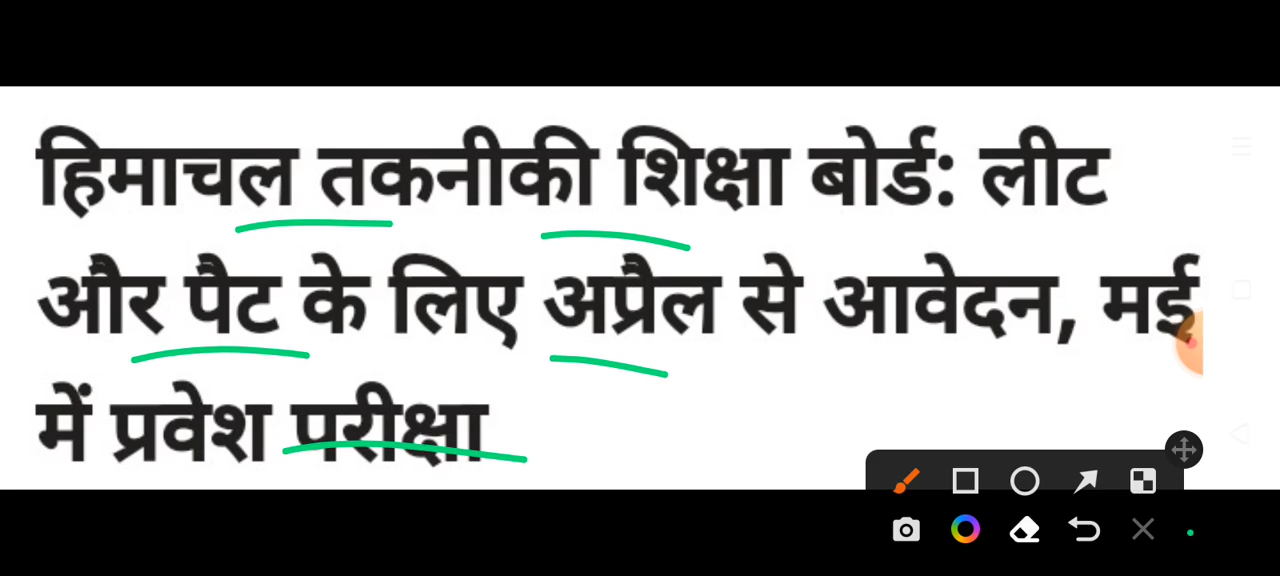 हिमाचल तकनीकी शिक्षा बोर्ड: लीट
और पैट के लिए अप्रैल से आवेदन, मई
में प्रवेश परीक्षा